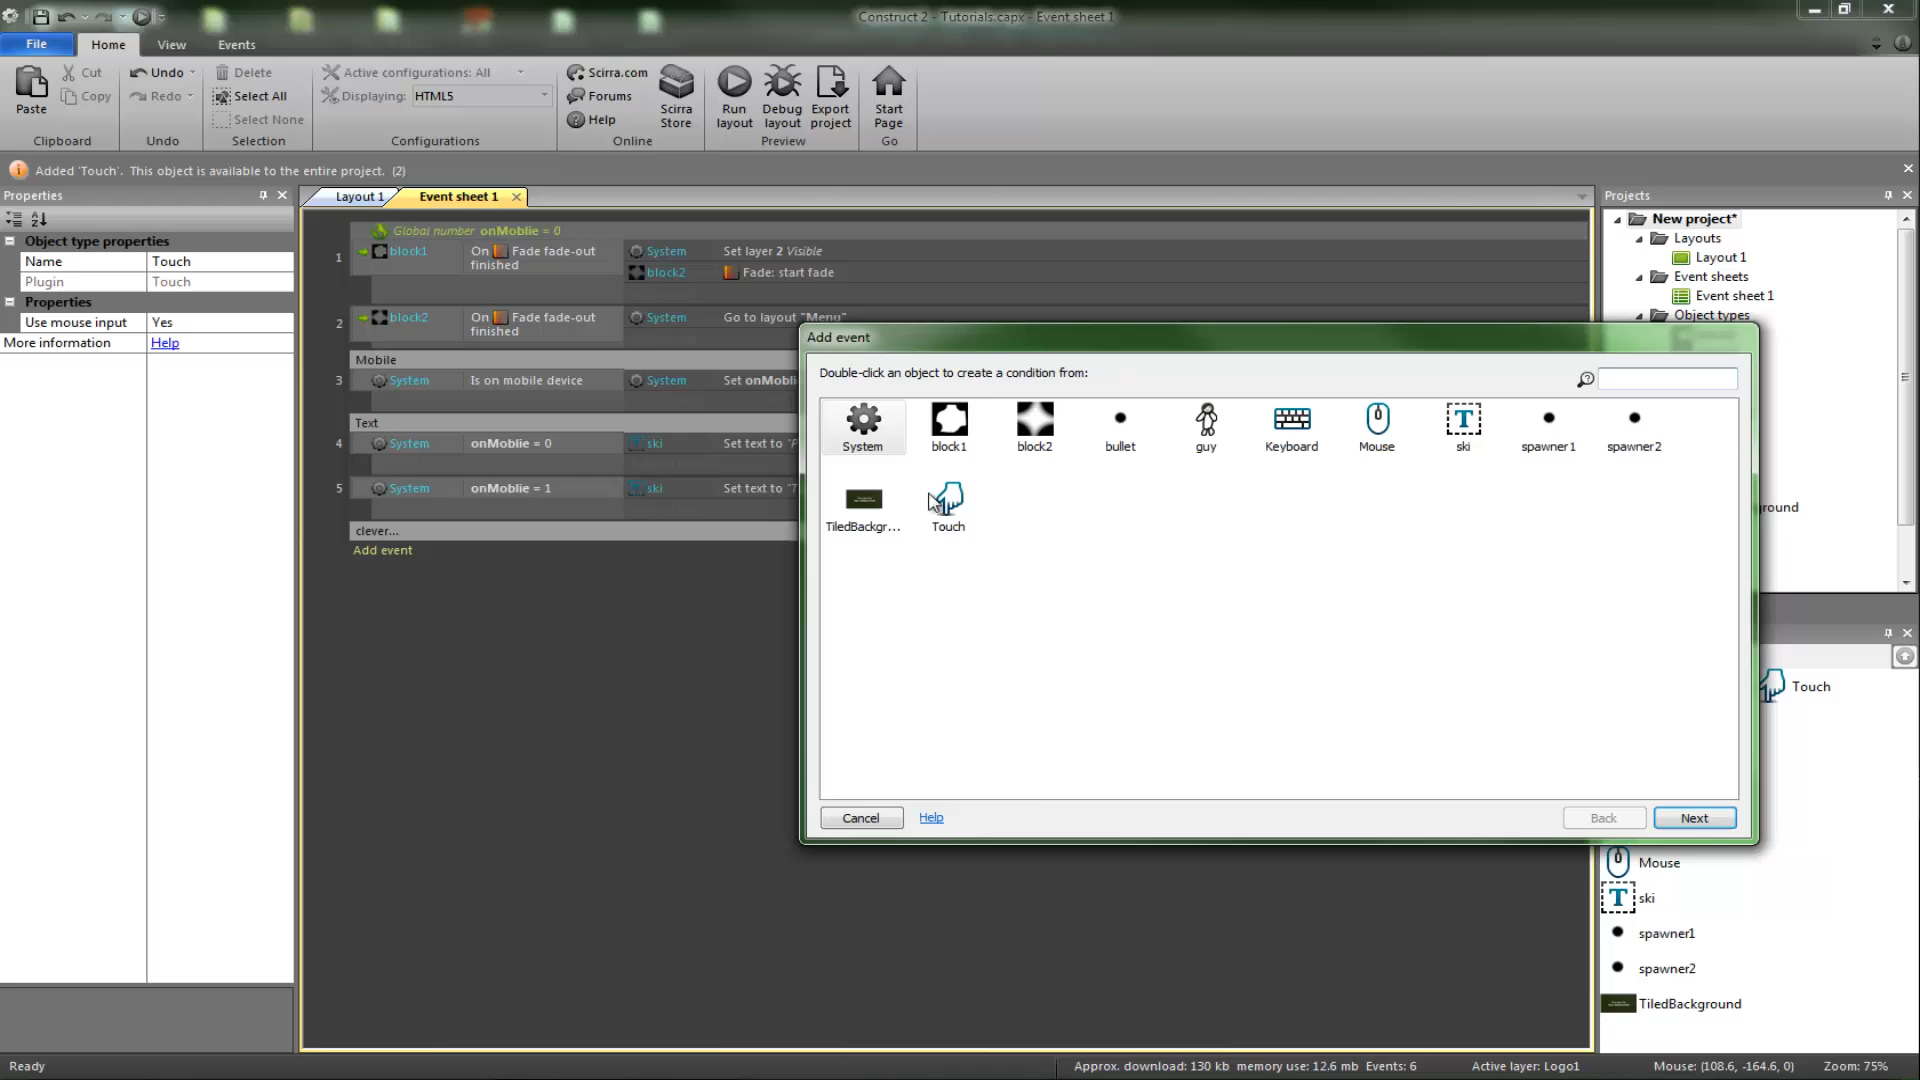 Construct 2 - Tutorials.capx - Event sheet 1
File Home View Events
Paste
Cut
Copy
Clipboard
Undo
Redo
Undo
Delete
Select All
Select None
Selection
Active configurations: All
Displaying: HTML5
Configurations
Scirra.com
Forums
Help
Scirra Store
Online
Run layout
Debug layout
Export project
Preview
Start Page
Go
Added 'Touch'. This object is available to the entire project. (2)
Properties
Object type properties
Name Touch
Plugin Touch
Properties
Use mouse input Yes
More information Help
Layout 1 Event sheet 1
Global number onMoblie = 0
1 block1 On Fade fade-out finished System Set layer 2 Visible
block2 Fade: start fade
2 block2 On Fade fade-out finished System Go to layout "Menu"
Mobile
3 System Is on mobile device System Set onMobli
Text
4 System onMoblie = 0 ski Set text to "P
5 System onMoblie = 1 ski Set text to "T
clever...
Add event
Add event
Double-click an object to create a condition from:
System block1 block2 bullet guy Keyboard Mouse ski spawner1 spawner2
TiledBackgr... Touch
Cancel Help Back Next
Projects
New project*
Layouts
Layout 1
Event sheets
Event sheet 1
Object types
ound
Touch
Mouse
ski
spawner1
spawner2
TiledBackground
Ready Approx. download: 130 kb memory use: 12.6 mb Events: 6 Active layer: Logo1 Mouse: (108.6, -164.6, 0) Zoom: 75%